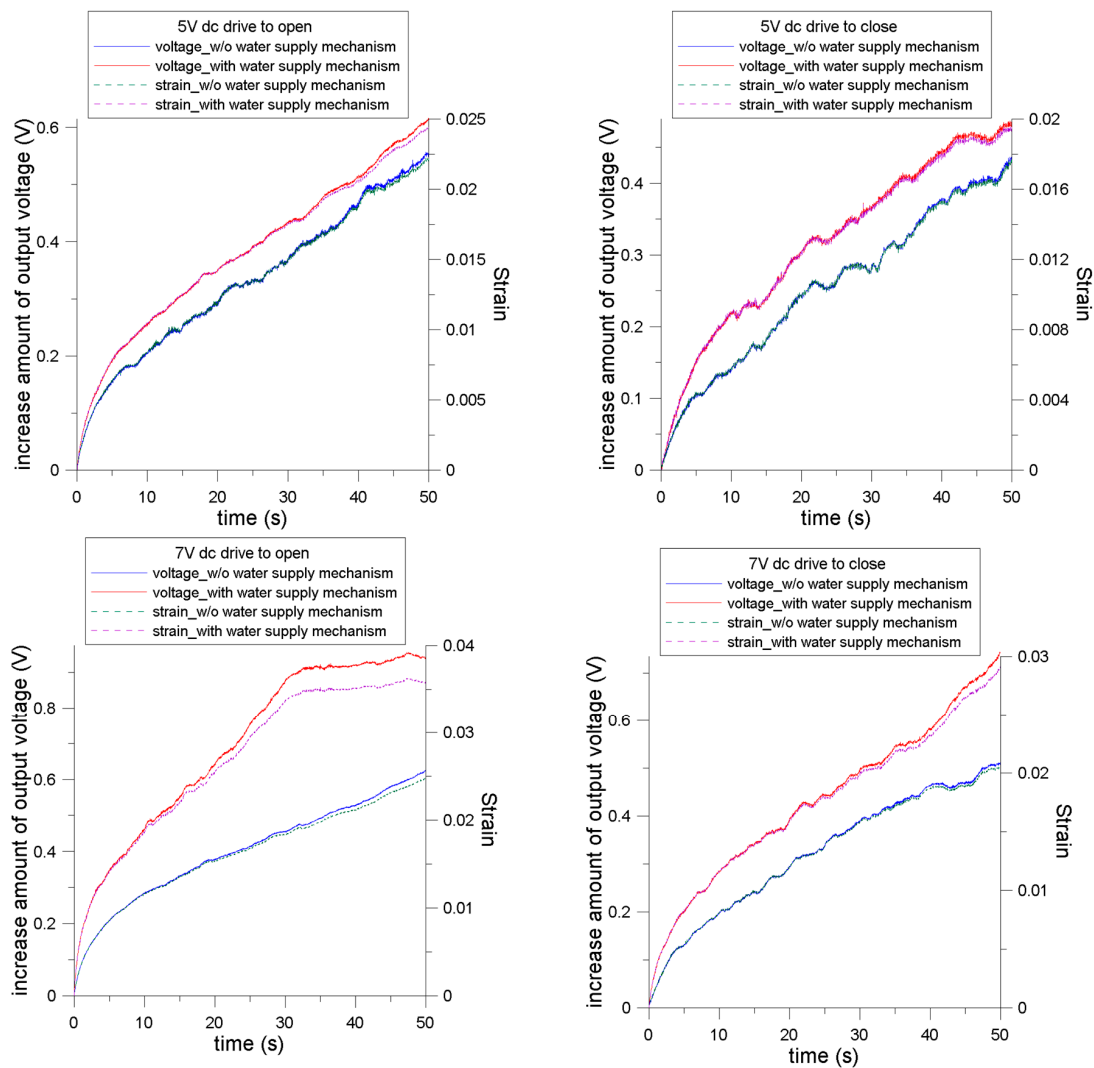 5V dc drive to open
voltage_w/o water supply mechanism
voltage_with water supply mechanism
strain_w/o water supply mechanism
strain_with water supply mechanism
increase amount of output voltage (V)
0.6
0.4
0.2
0
0.025
0.020
0.015
0.010
0.005
0
Strain
0 10 20 30 40 50
time (s)
5V dc drive to close
voltage_w/o water supply mechanism
voltage_with water supply mechanism
strain_w/o water supply mechanism
strain_with water supply mechanism
increase amount of output voltage (V)
0.4
0.3
0.2
0.1
0
0.02
0.016
0.012
0.008
0.004
0
Strain
0 10 20 30 40 50
time (s)
7V dc drive to open
voltage_w/o water supply mechanism
voltage_with water supply mechanism
strain_w/o water supply mechanism
strain_with water supply mechanism
increase amount of output voltage (V)
0.8
0.6
0.4
0.2
0
0.04
0.03
0.02
0.01
0
Strain
0 10 20 30 40 50
time (s)
7V dc drive to close
voltage_w/o water supply mechanism
voltage_with water supply mechanism
strain_w/o water supply mechanism
strain_with water supply mechanism
increase amount of output voltage (V)
0.6
0.4
0.2
0
0.03
0.02
0.01
0
Strain
0 10 20 30 40 50
time (s)